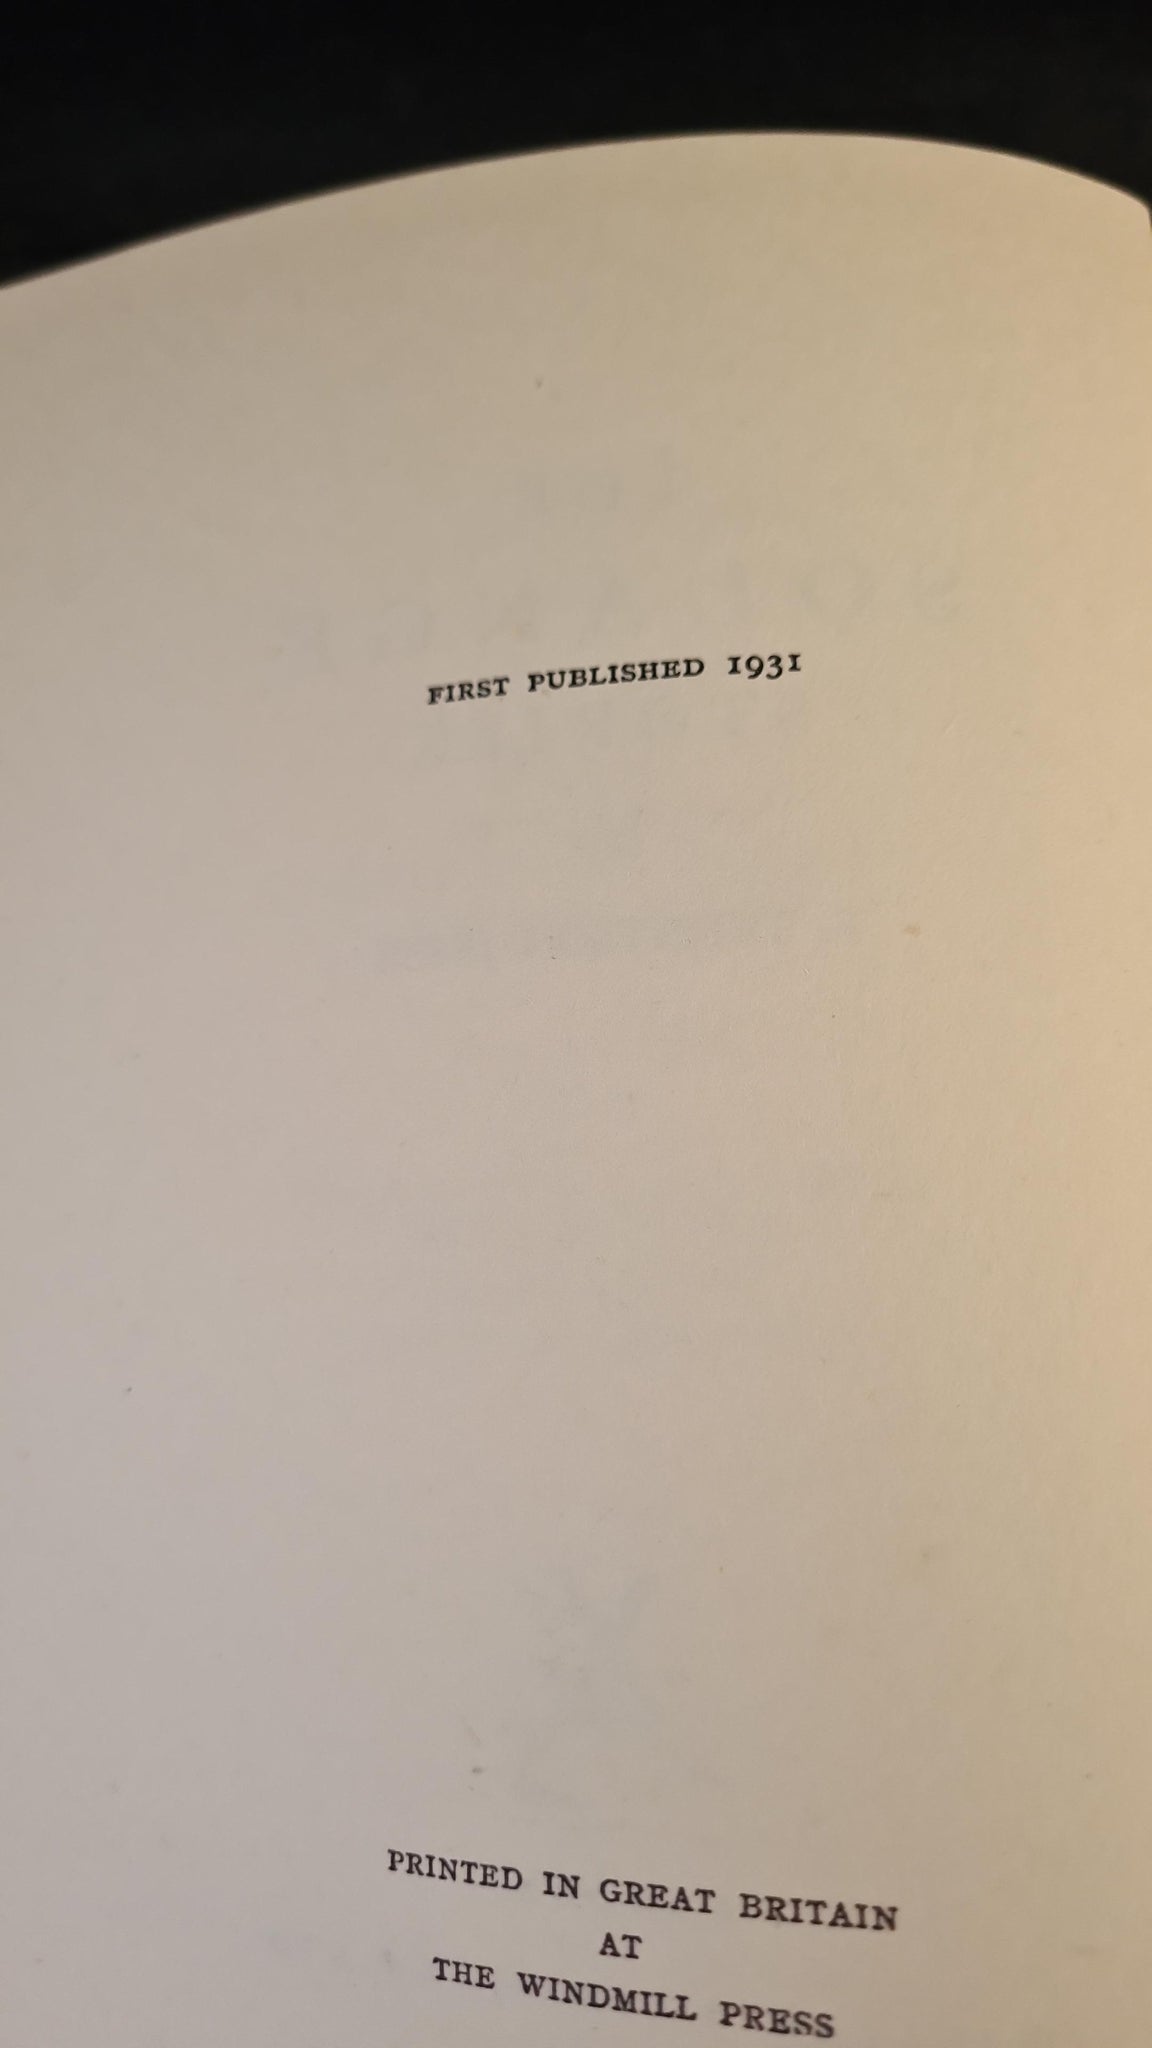 FIRST PUBLISHED 1931
PRINTED IN GREAT BRITAIN
AT
THE WINDMILL PRESS